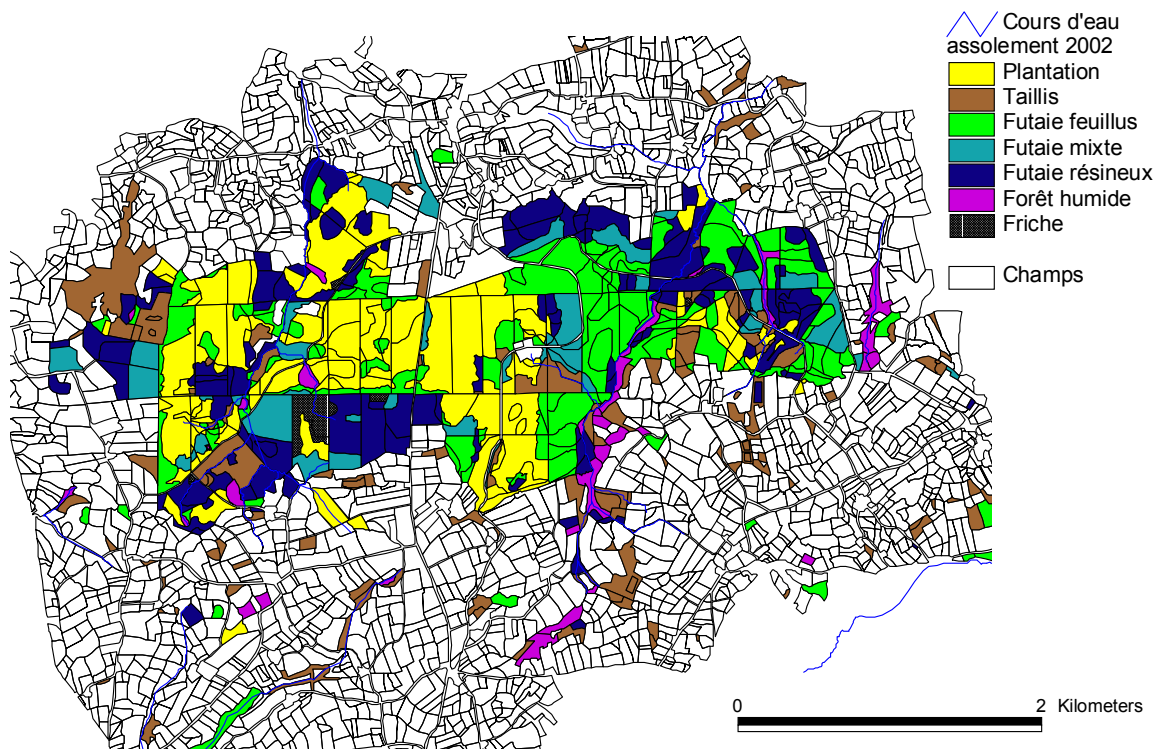 Cours d'eau
assolement 2002
Plantation
Taillis
Futaie feuillus
Futaie mixte
Futaie résineux
Forêt humide
Friche
Champs
0 2 Kilometers